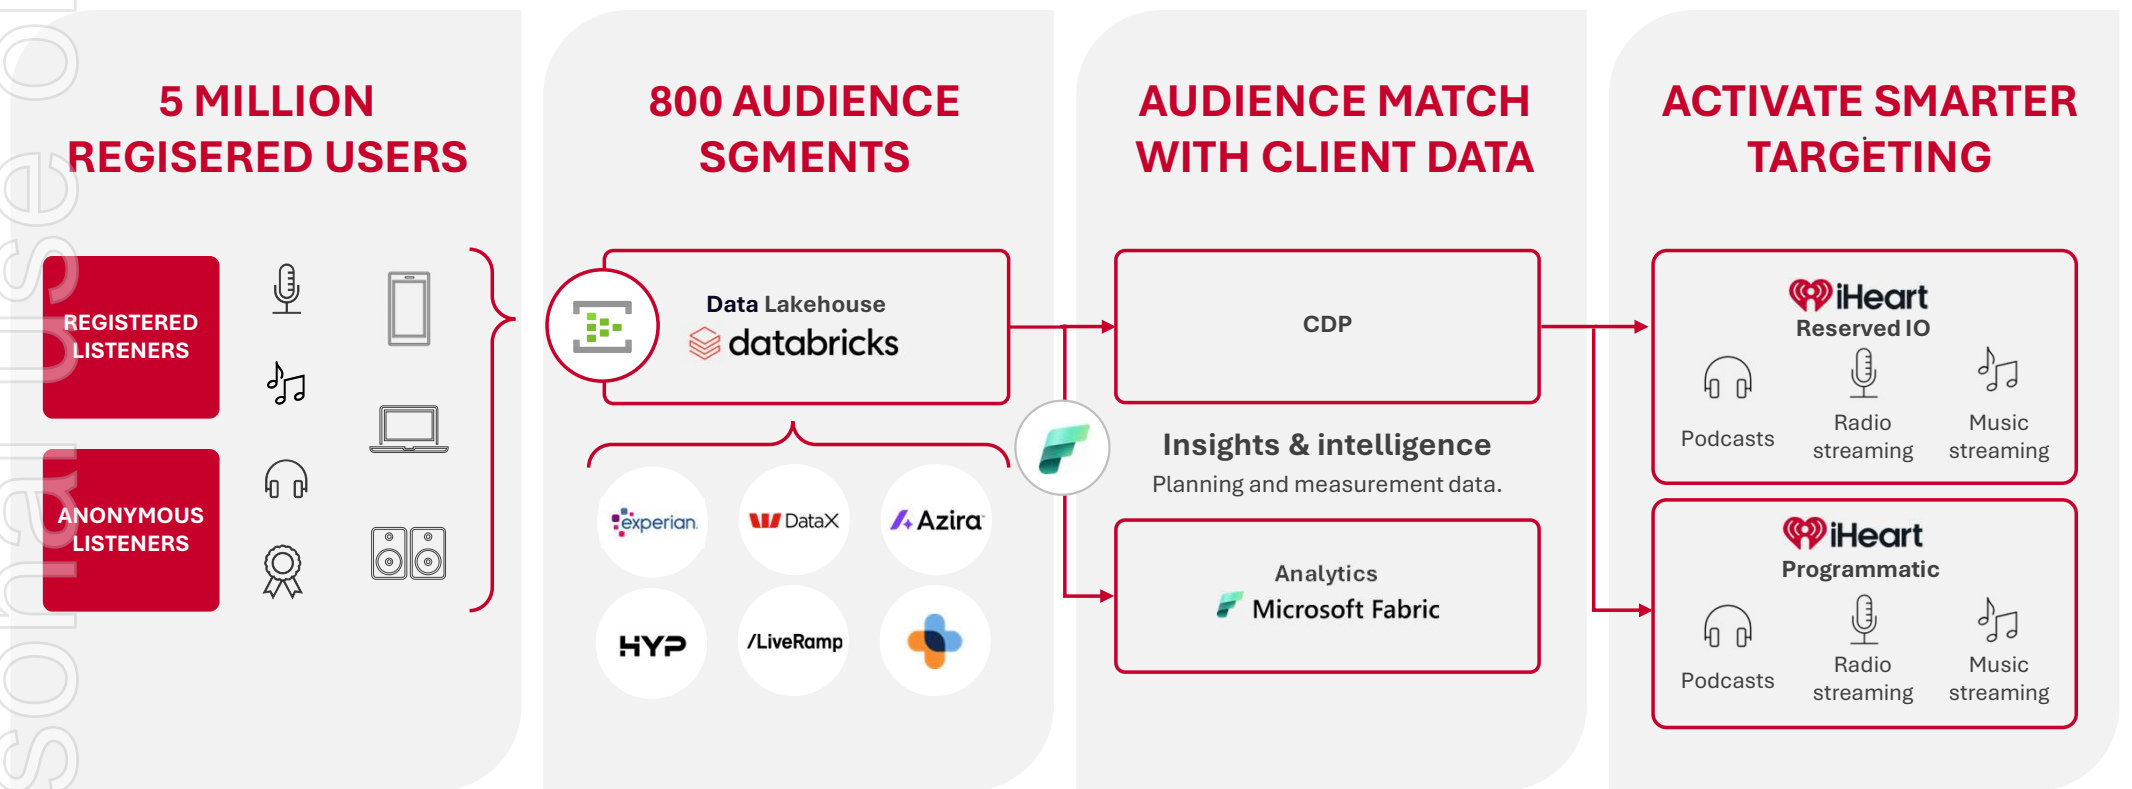 5 MILLION
REGISERED USERS
REGISTERED
LISTENERS
ANONYMOUS
LISTENERS
800 AUDIENCE
SGMENTS
Data Lakehouse
databricks
experian.
DataX
Azira
HYP
/LiveRamp
AUDIENCE MATCH
WITH CLIENT DATA
CDP
Insights & intelligence
Planning and measurement data.
Analytics
Microsoft Fabric
ACTIVATE SMARTER
TARGETING
iHeart
Reserved IO
Podcasts
Radio
streaming
Music
streaming
iHeart
Programmatic
Podcasts
Radio
streaming
Music
streaming
sonal use o